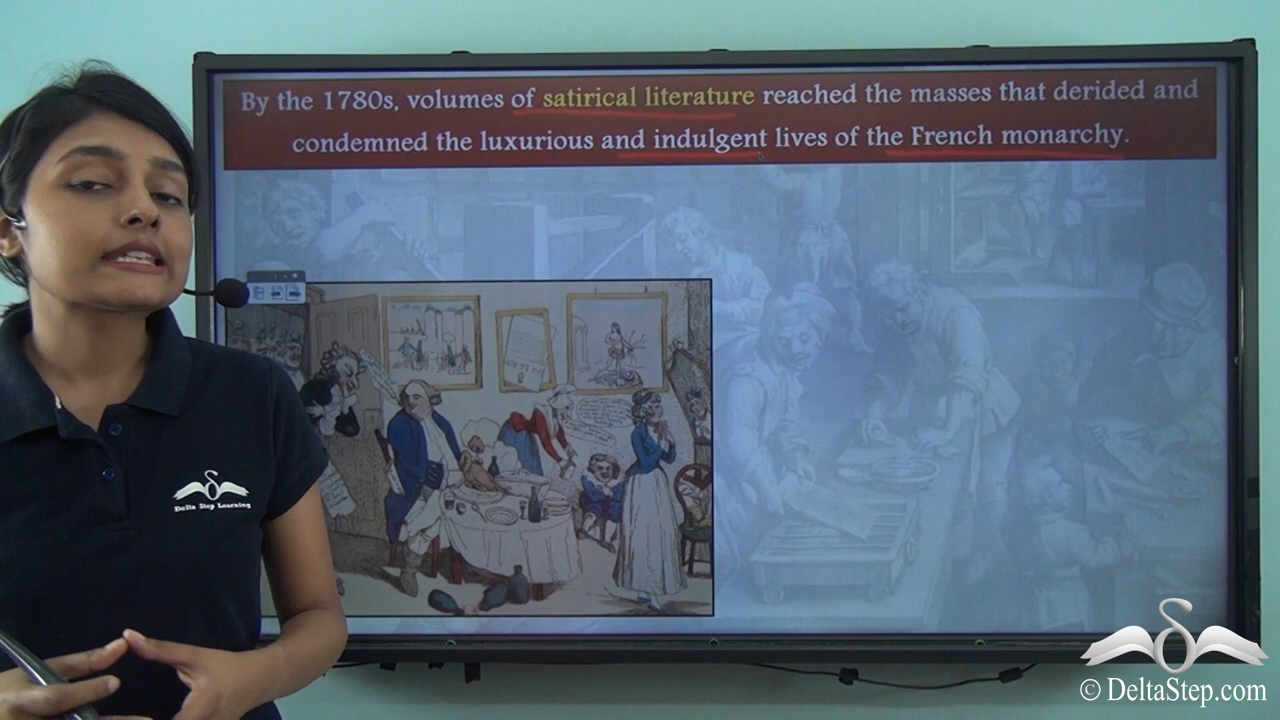 By the 1780s, volumes of satirical literature reached the masses that derided and
condemned the luxurious and indulgent lives of the French monarchy.
Delta Step Learning
© DeltaStep.com